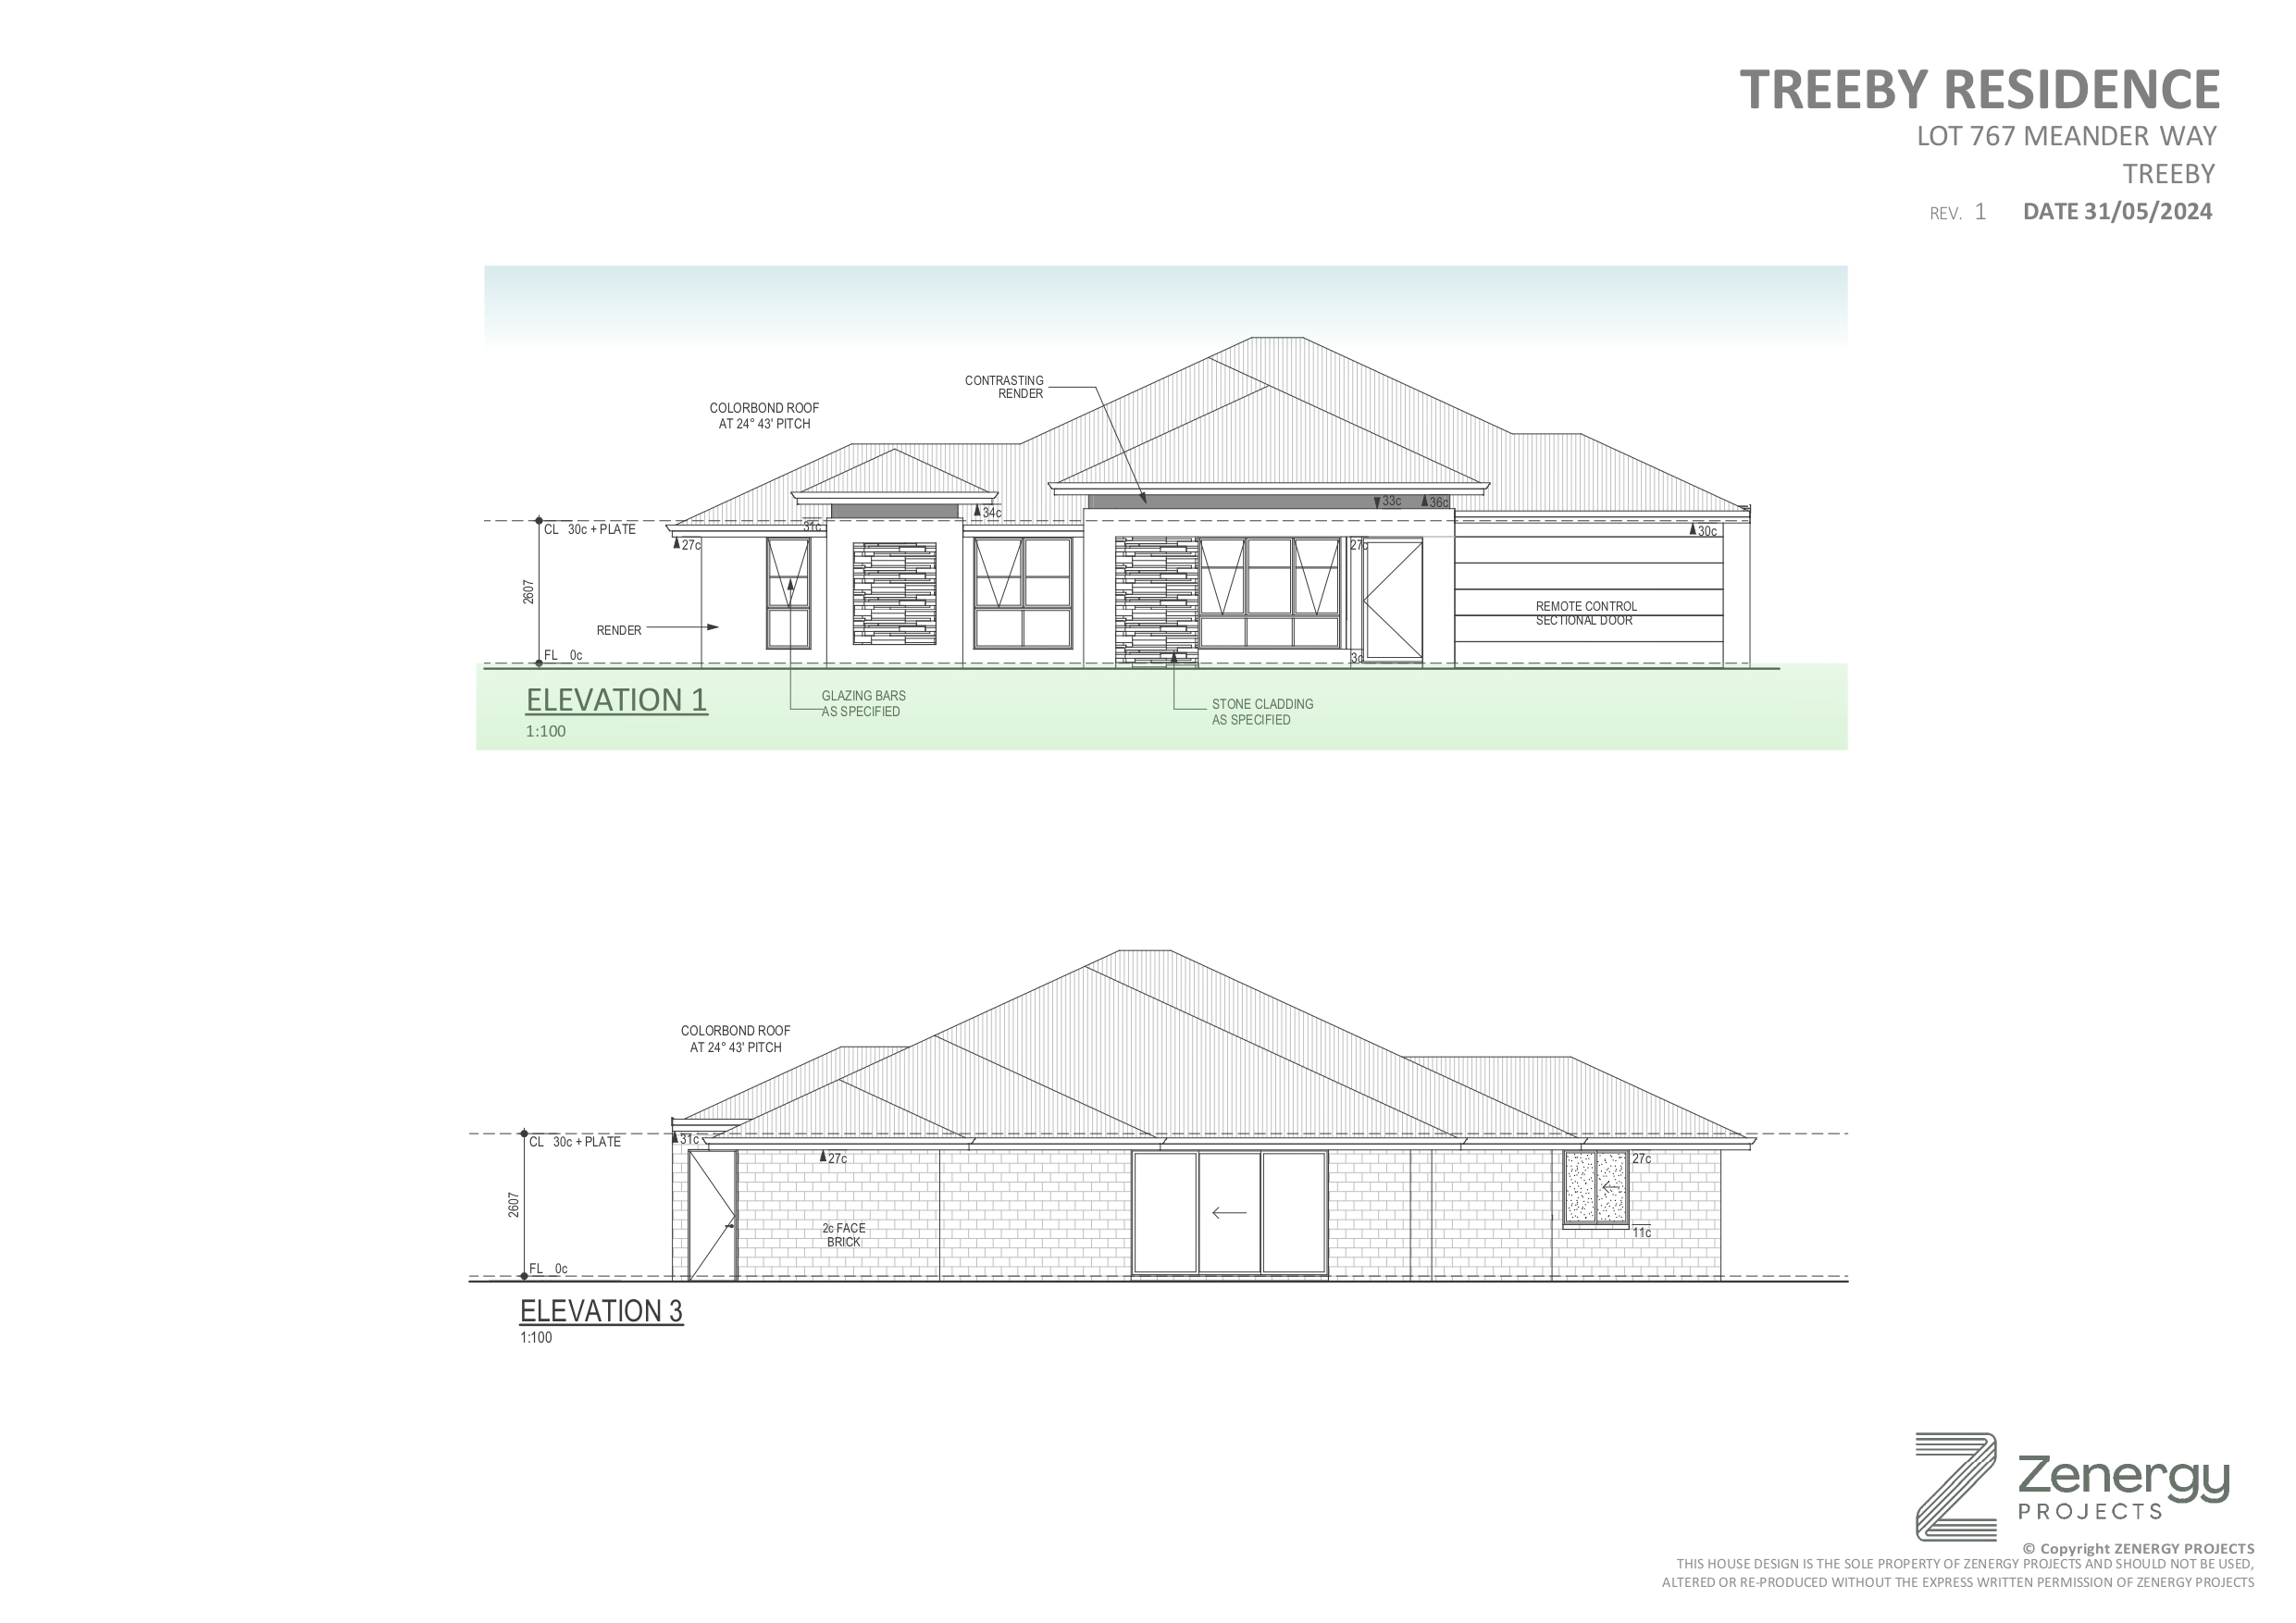 TREEBY RESIDENCE
LOT 767 MEANDER WAY
TREEBY
REV. 1 DATE 31/05/2024
CONTRASTING
RENDER
COLORBOND ROOF
AT 24° 43' PITCH
33c
36c
34c
31c
CL 30c + PLATE
27c
27c
30c
2607
REMOTE CONTROL
SECTIONAL DOOR
RENDER
FL 0c
3c
ELEVATION 1
1:100
GLAZING BARS
AS SPECIFIED
STONE CLADDING
AS SPECIFIED
COLORBOND ROOF
AT 24° 43' PITCH
CL 30c + PLATE
31c
27c
27c
2607
2c FACE
BRICK
11c
FL 0c
ELEVATION 3
1:100
Zenergy
PROJECTS
© Copyright ZENERGY PROJECTS
THIS HOUSE DESIGN IS THE SOLE PROPERTY OF ZENERGY PROJECTS AND SHOULD NOT BE USED,
ALTERED OR RE-PRODUCED WITHOUT THE EXPRESS WRITTEN PERMISSION OF ZENERGY PROJECTS